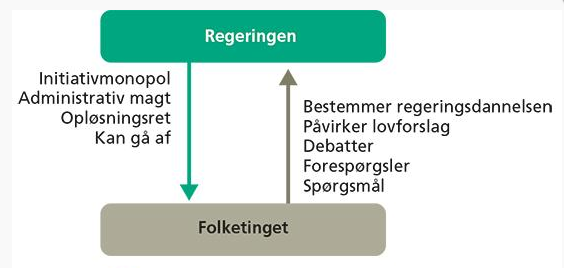 Regeringen
Initiativmonopol
Administrativ magt
Opløsningsret
Kan gå af
Bestemmer regeringsdannelsen
Påvirker lovforslag
Debatter
Forespørgsler
Spørgsmål
Folketinget